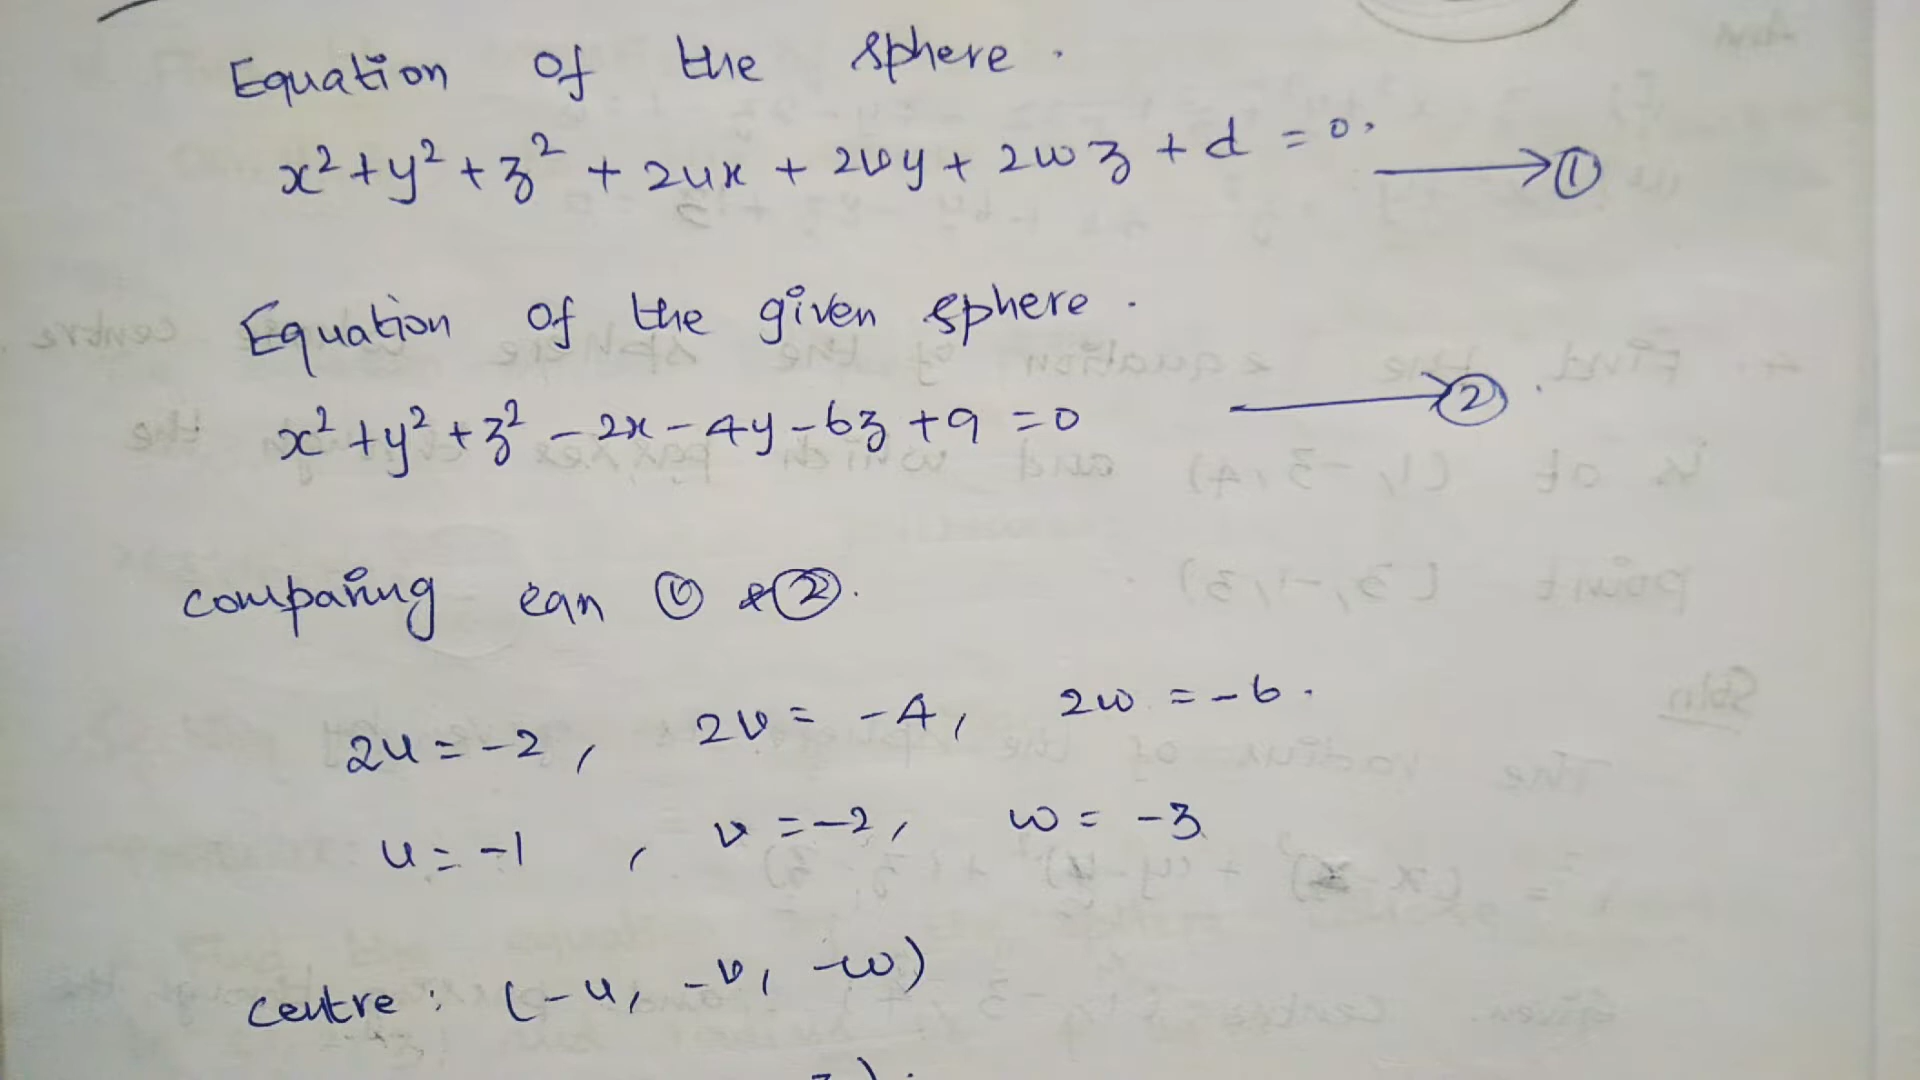 Equation of the sphere.
x² + y² + z² + 2ux + 2vy + 2wz + d = 0. → ①
Equation of the given sphere.
x² + y² + z² - 2x - 4y - 6z + 9 = 0 → ②.
comparing eqn ① & ②.
2u = -2, 2v = -4, 2w = -6.
u = -1, v = -2, w = -3
centre: (-u, -v, -w)